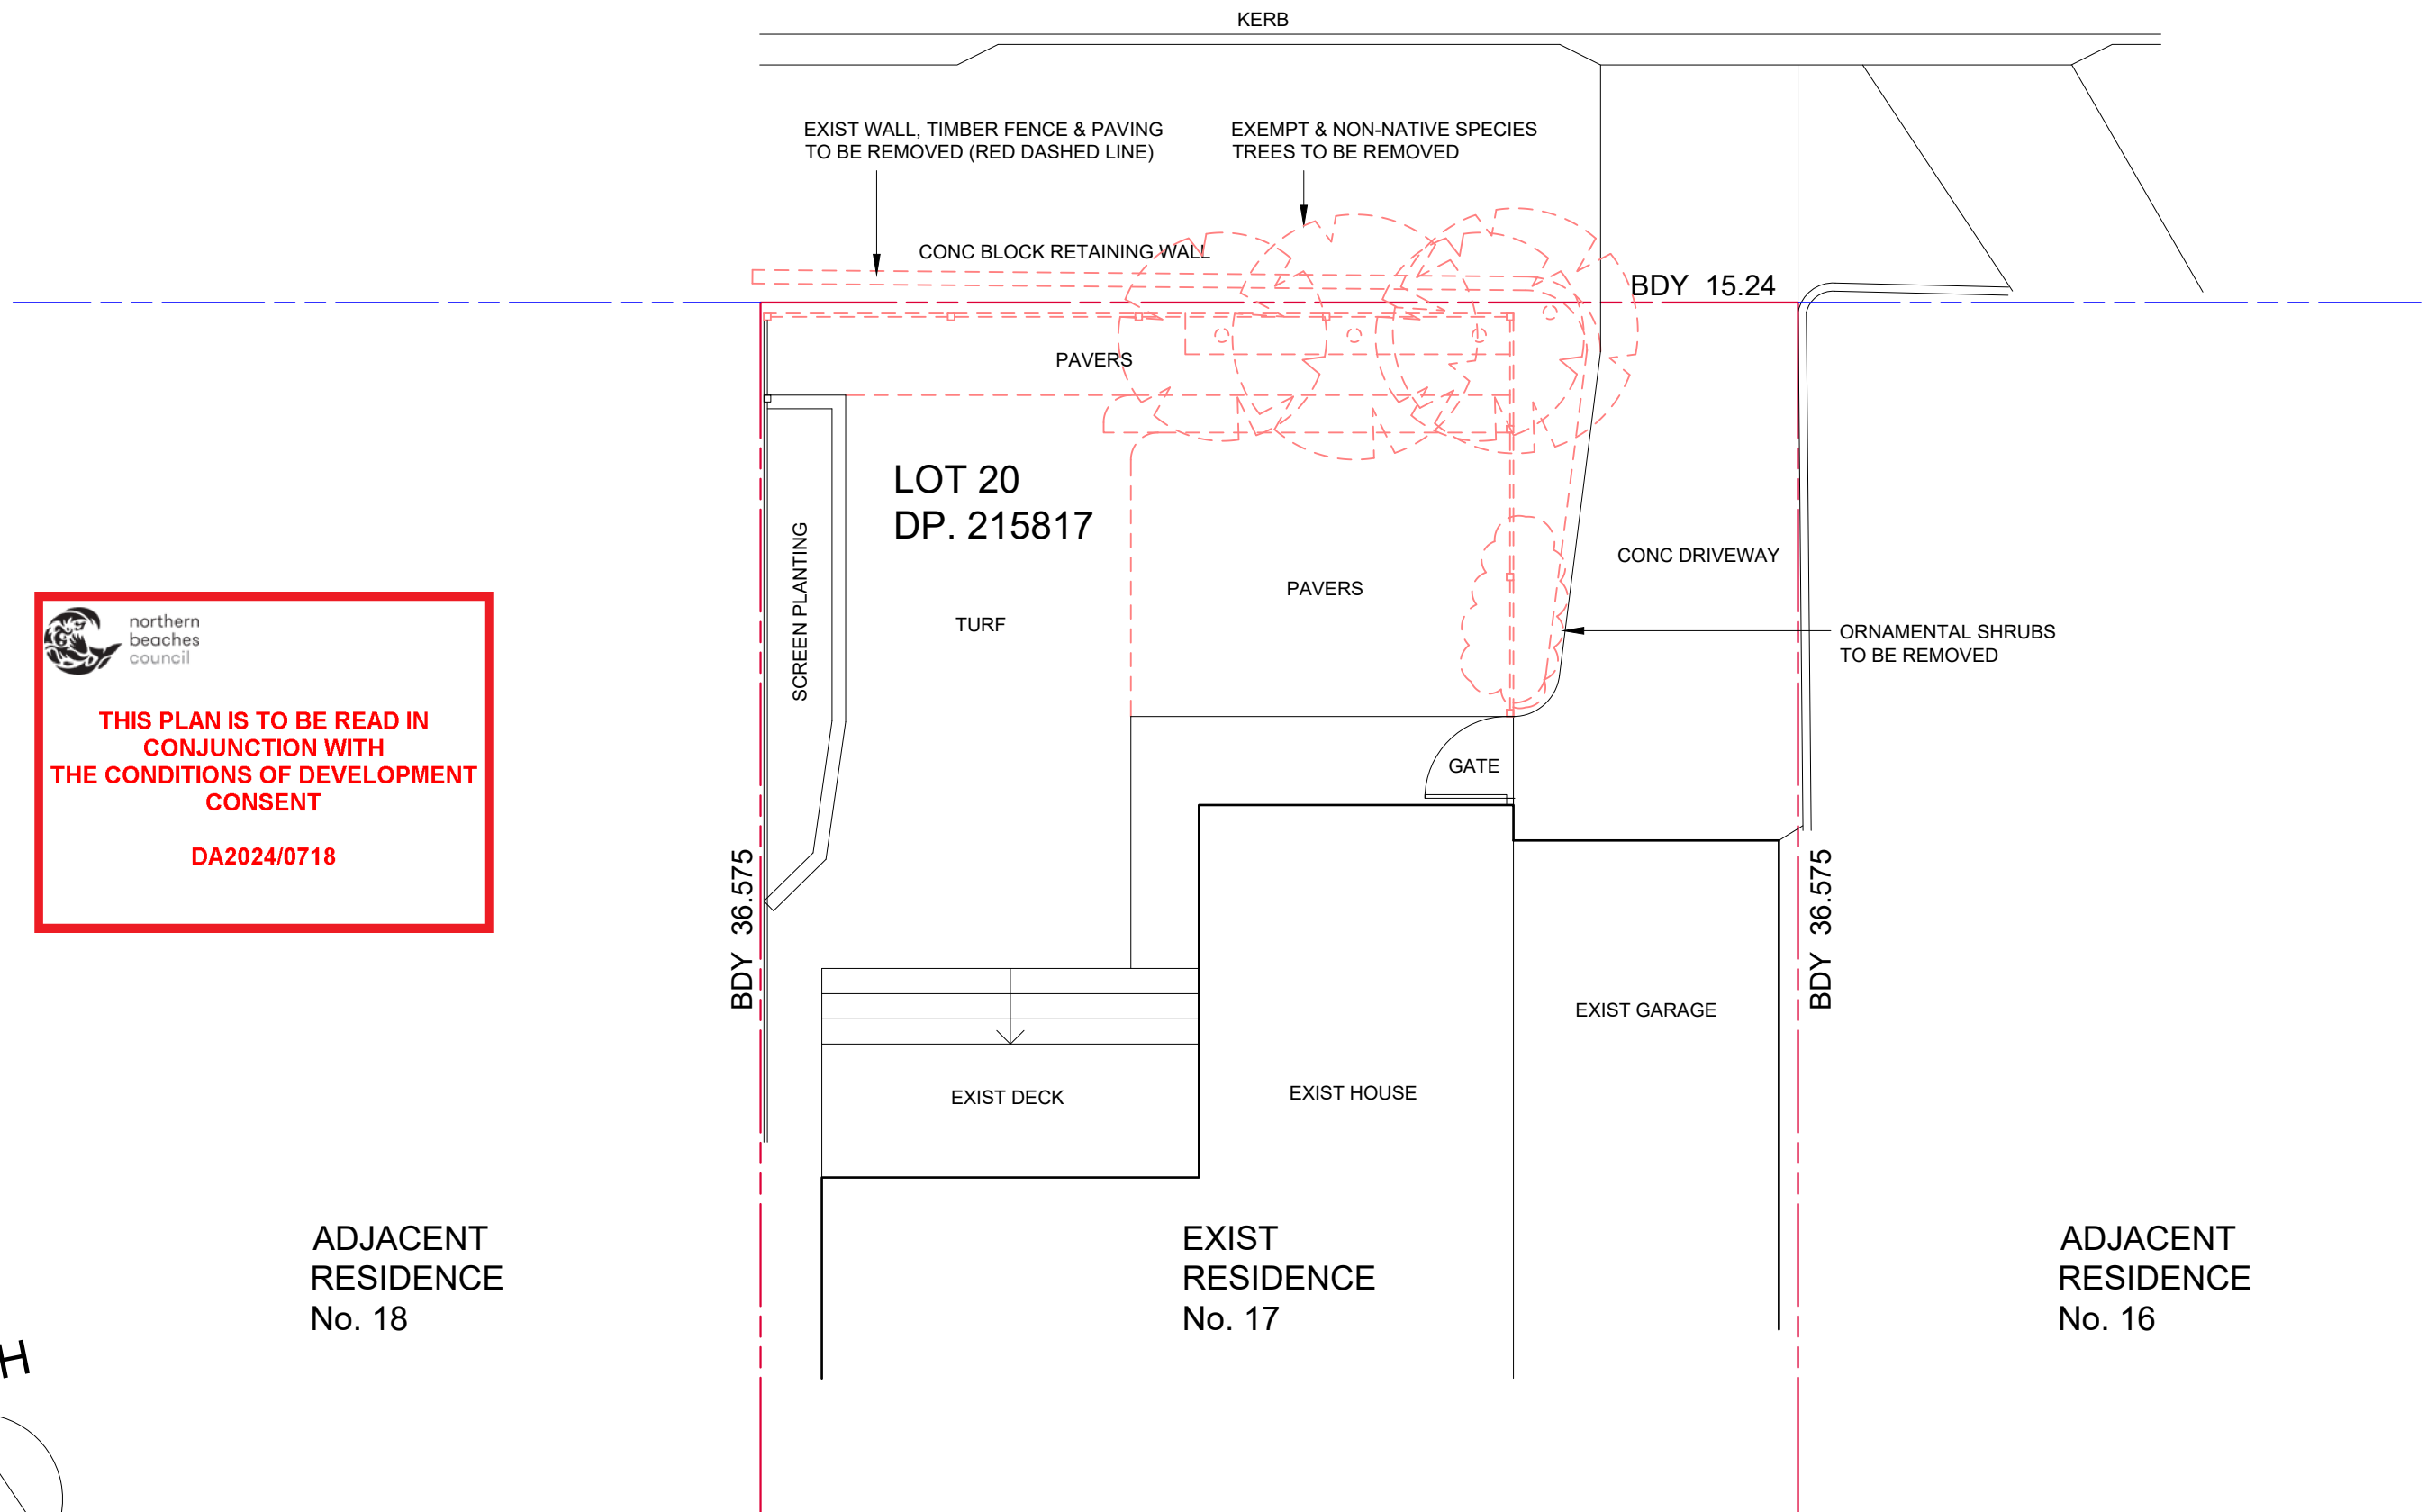 KERB
EXIST WALL, TIMBER FENCE & PAVING
TO BE REMOVED (RED DASHED LINE)
EXEMPT & NON-NATIVE SPECIES
TREES TO BE REMOVED
CONC BLOCK RETAINING WALL
BDY 15.24
PAVERS
LOT 20
DP. 215817
SCREEN PLANTING
TURF
PAVERS
CONC DRIVEWAY
ORNAMENTAL SHRUBS
TO BE REMOVED
northern
beaches
council
THIS PLAN IS TO BE READ IN
CONJUNCTION WITH
THE CONDITIONS OF DEVELOPMENT
CONSENT
DA2024/0718
GATE
BDY 36.575
BDY 36.575
EXIST GARAGE
EXIST DECK
EXIST HOUSE
ADJACENT
RESIDENCE
No. 18
EXIST
RESIDENCE
No. 17
ADJACENT
RESIDENCE
No. 16
H